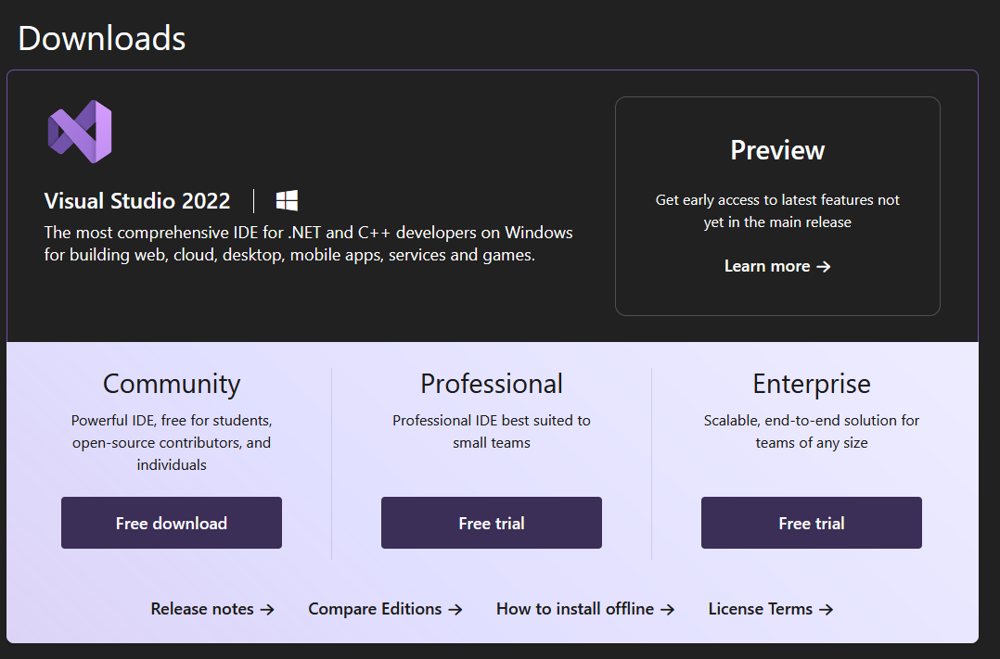 Downloads
Visual Studio 2022
The most comprehensive IDE for .NET and C++ developers on Windows
for building web, cloud, desktop, mobile apps, services and games.
Preview
Get early access to latest features not
yet in the main release
Learn more →
Community
Powerful IDE, free for students,
open-source contributors, and
individuals
Free download
Professional
Professional IDE best suited to
small teams
Free trial
Enterprise
Scalable, end-to-end solution for
teams of any size
Free trial
Release notes → Compare Editions → How to install offline → License Terms →